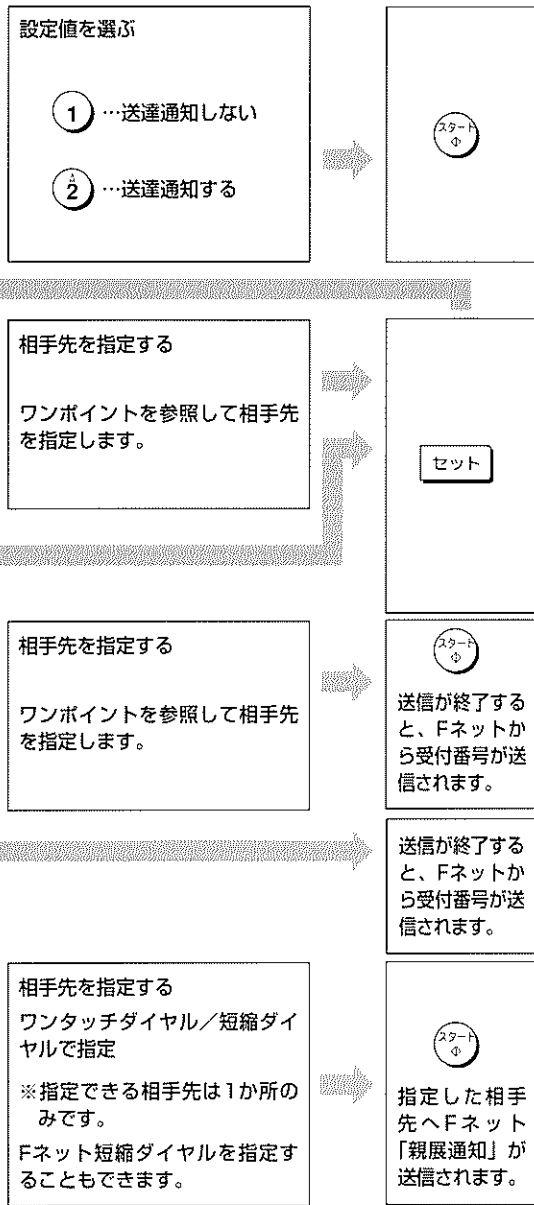 設定値を選ぶ
1 …送達通知しない
2 …送達通知する
スタート
相手先を指定する
ワンポイントを参照して相手先
を指定します。
セット
相手先を指定する
ワンポイントを参照して相手先
を指定します。
スタート
送信が終了する
と、Fネットか
ら受付番号が送
信されます。
送信が終了する
と、Fネットか
ら受付番号が送
信されます。
相手先を指定する
ワンタッチダイヤル／短縮ダイ
ヤルで指定
※指定できる相手先は1か所の
みです。
Fネット短縮ダイヤルを指定す
ることもできます。
スタート
指定した相手
先へFネット
「親展通知」が
送信されます。